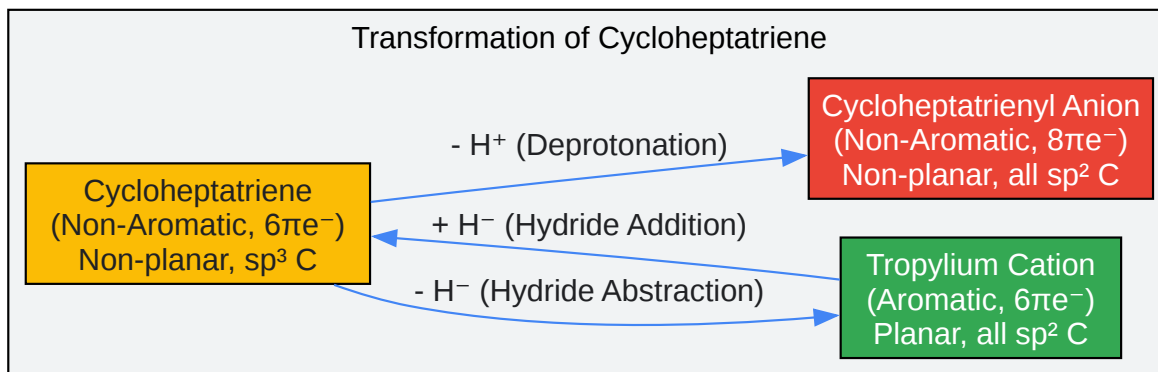 Transformation of Cycloheptatriene
Cycloheptatrienyl Anion
(Non-Aromatic, 8πe⁻)
Non-planar, all sp² C
- H⁺ (Deprotonation)
Cycloheptatriene
(Non-Aromatic, 6πe⁻)
Non-planar, sp³ C
+ H⁻ (Hydride Addition)
- H⁻ (Hydride Abstraction)
Tropylium Cation
(Aromatic, 6πe⁻)
Planar, all sp² C